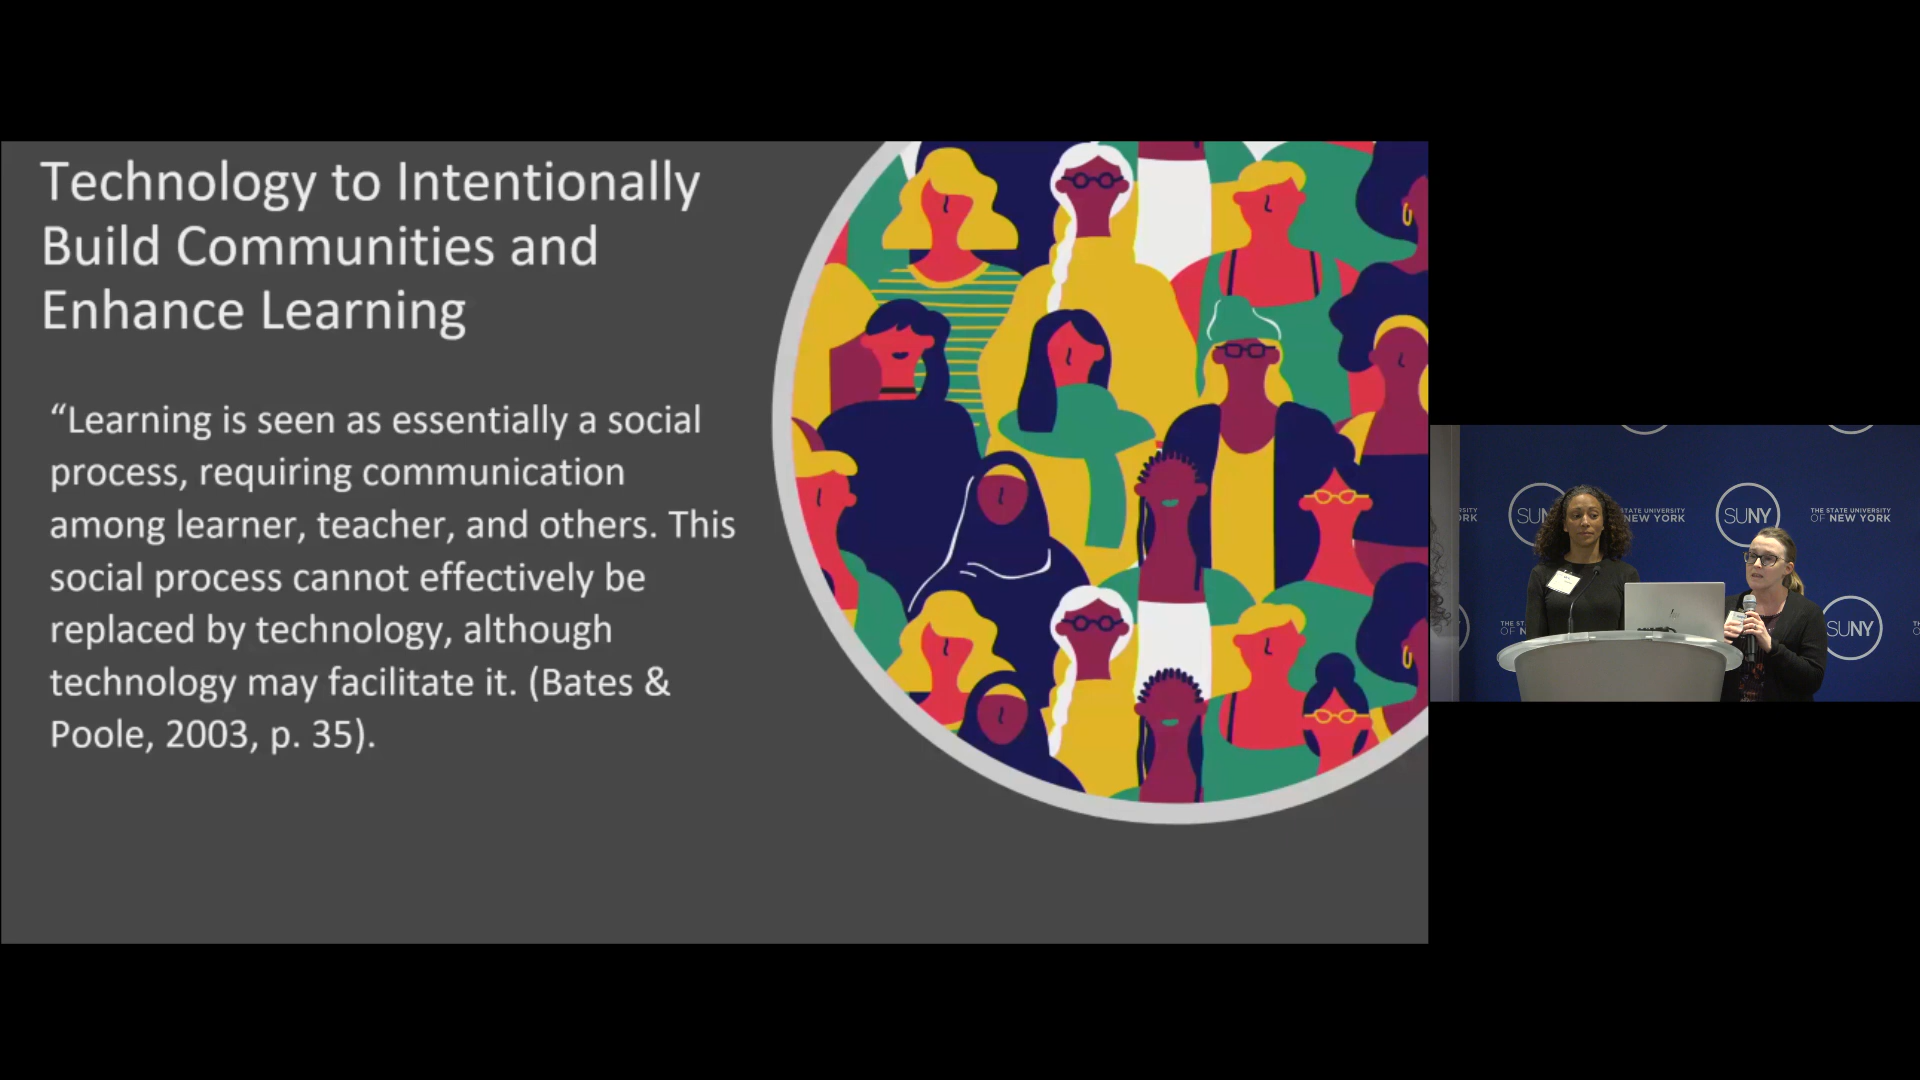 Technology to Intentionally
Build Communities and
Enhance Learning
“Learning is seen as essentially a social
process, requiring communication
among learner, teacher, and others. This
social process cannot effectively be
replaced by technology, although
technology may facilitate it. (Bates &
Poole, 2003, p. 35).
SUNY
THE STATE UNIVERSITY
OF NEW YORK
SUNY